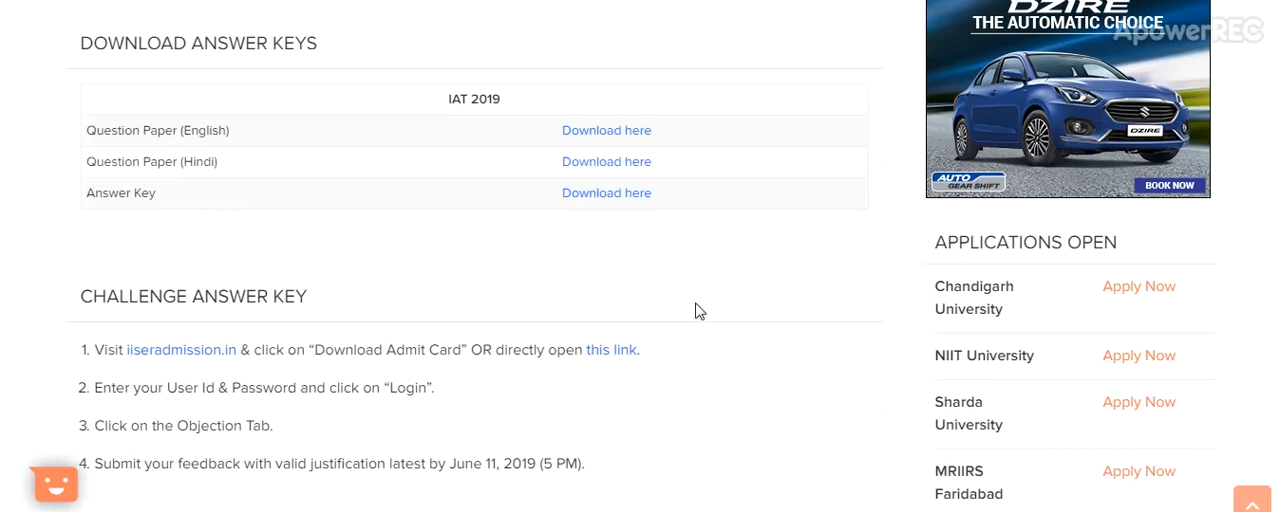 DZIRE
THE AUTOMATIC CHOICE
ApowerREC
DOWNLOAD ANSWER KEYS
IAT 2019
Question Paper (English) Download here
Question Paper (Hindi) Download here
Answer Key Download here
DZIRE
AUTO
GEAR SHIFT
BOOK NOW
CHALLENGE ANSWER KEY
1. Visit iiseradmission.in & click on “Download Admit Card” OR directly open this link.
2. Enter your User Id & Password and click on “Login”.
3. Click on the Objection Tab.
4. Submit your feedback with valid justification latest by June 11, 2019 (5 PM).
APPLICATIONS OPEN
Chandigarh Apply Now
University
NIIT University Apply Now
Sharda Apply Now
University
MRIIRS Apply Now
Faridabad